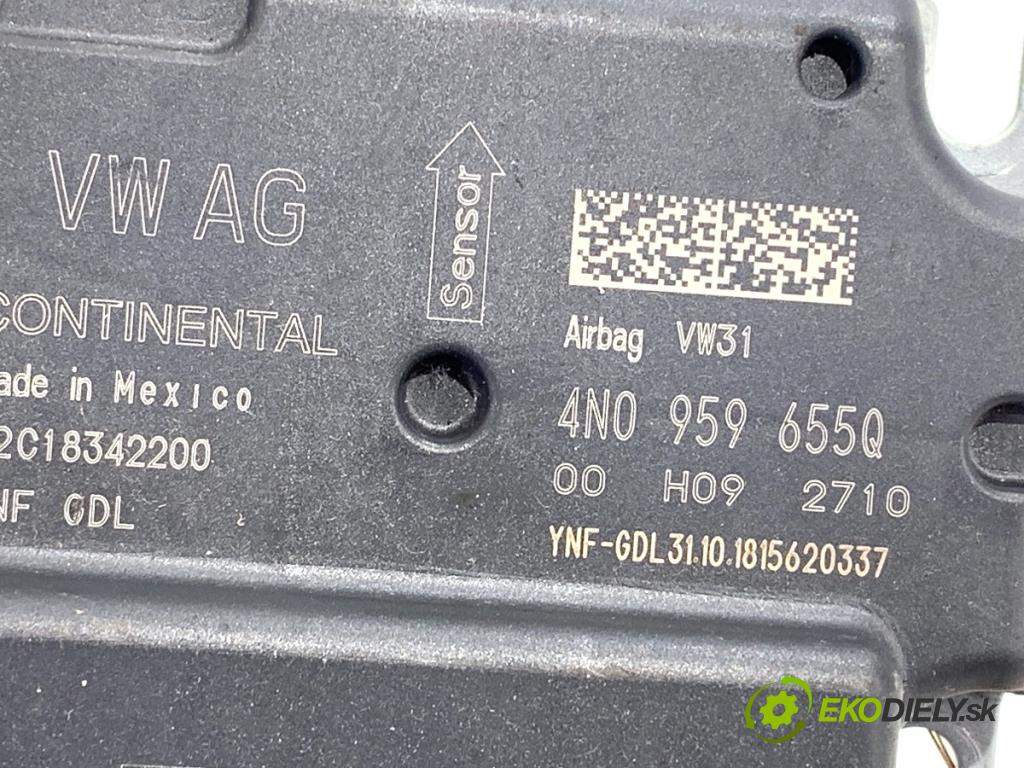 VW AG
Sensor
CONTINENTAL
ade in Mexico
2C18342200
NF GDL
Airbag VW31
4N0 959 655Q
00 H09 2710
YNF-GDL31.10.1815620337
EKODIELY.sk